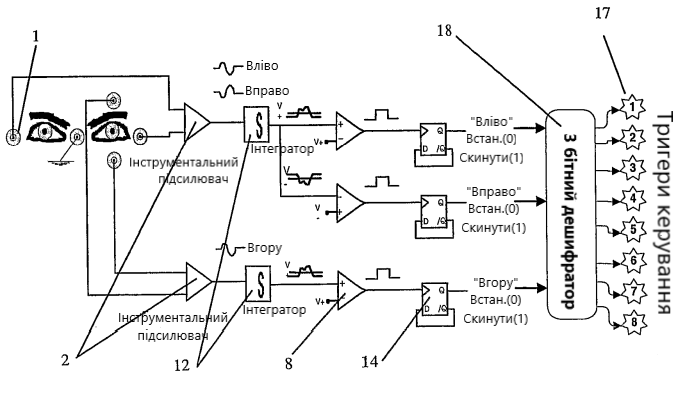 1
18
17
Вліво
Вправо
V
+
Інструментальний
підсилювач
S
Інтегратор
+
−
V+
D Q
/Q
"Вліво"
Встан.(0)
Скинути(1)
V
-
+
−
V
-
D Q
/Q
"Вправо"
Встан.(0)
Скинути(1)
Вгору
Інструментальний
підсилювач
S
Інтегратор
V
+
+
−
V+
D Q
/Q
"Вгору"
Встан.(0)
Скинути(1)
3 бітний дешифратор
1
2
3
4
5
6
7
8
Тригери керування
2
12
8
14